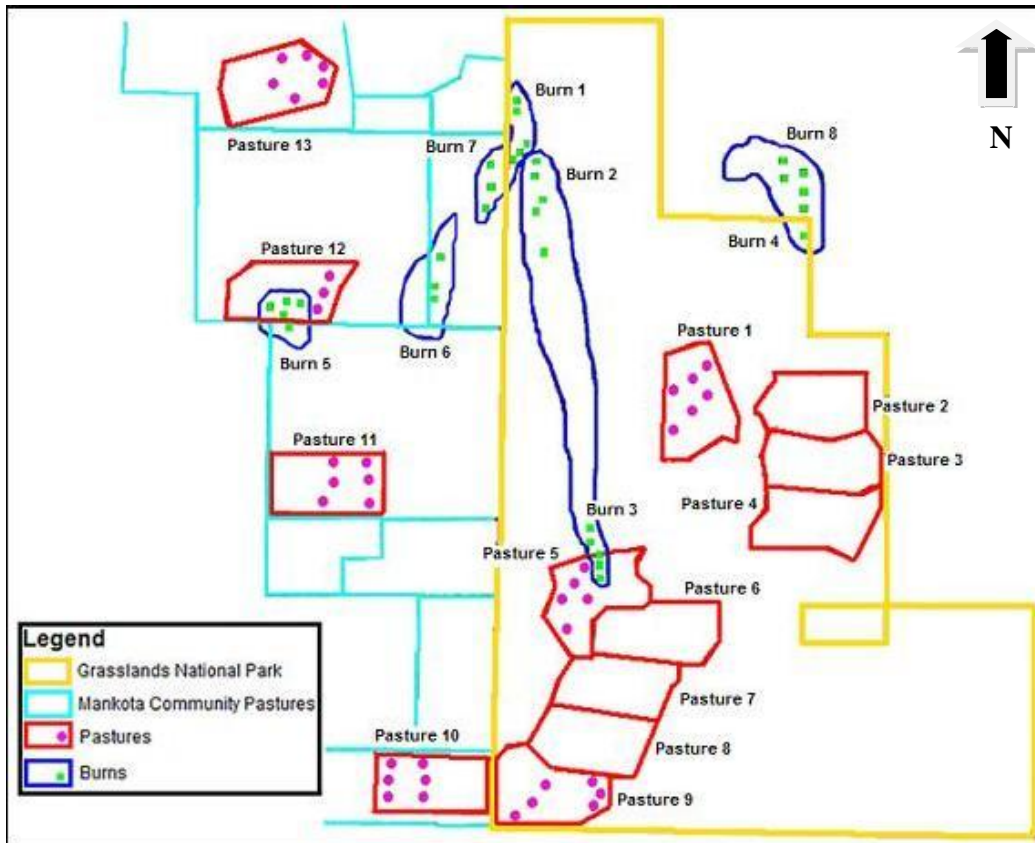 Burn 1
N
Burn 8
Pasture 13
Burn 7
Burn 2
Burn 4
Pasture 12
Pasture 1
Burn 5
Burn 6
Pasture 2
Pasture 11
Pasture 3
Pasture 4
Burn 3
Pasture 5
Pasture 6
Legend
Grasslands National Park
Mankota Community Pastures
Pastures
Burns
Pasture 7
Pasture 10
Pasture 8
Pasture 9